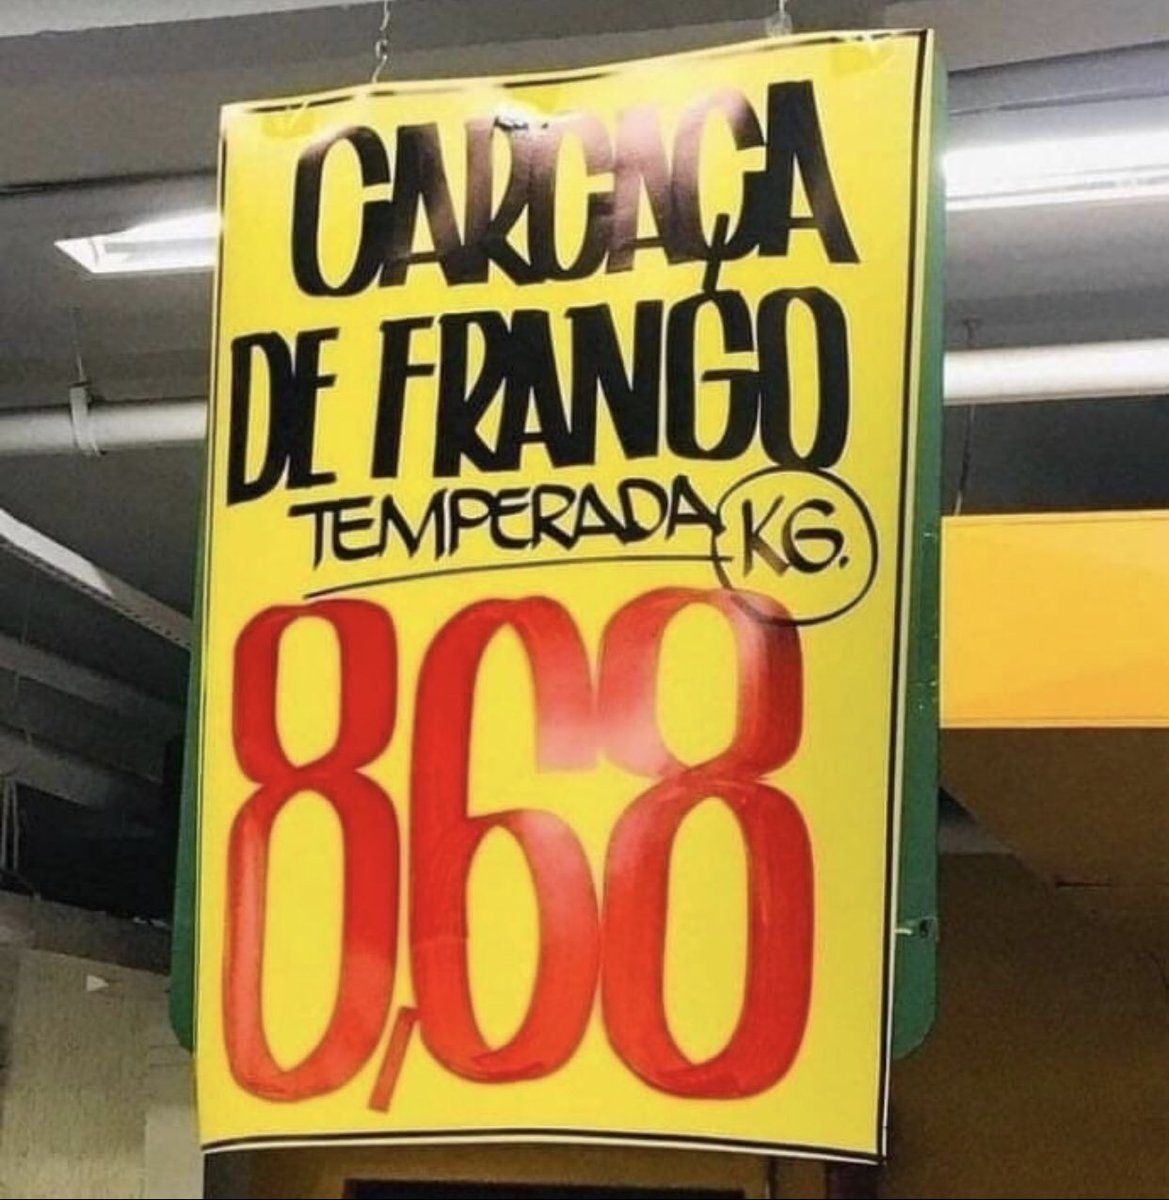 CARCAÇA
DE FRANGO
TEMPERADA KG.
8,68